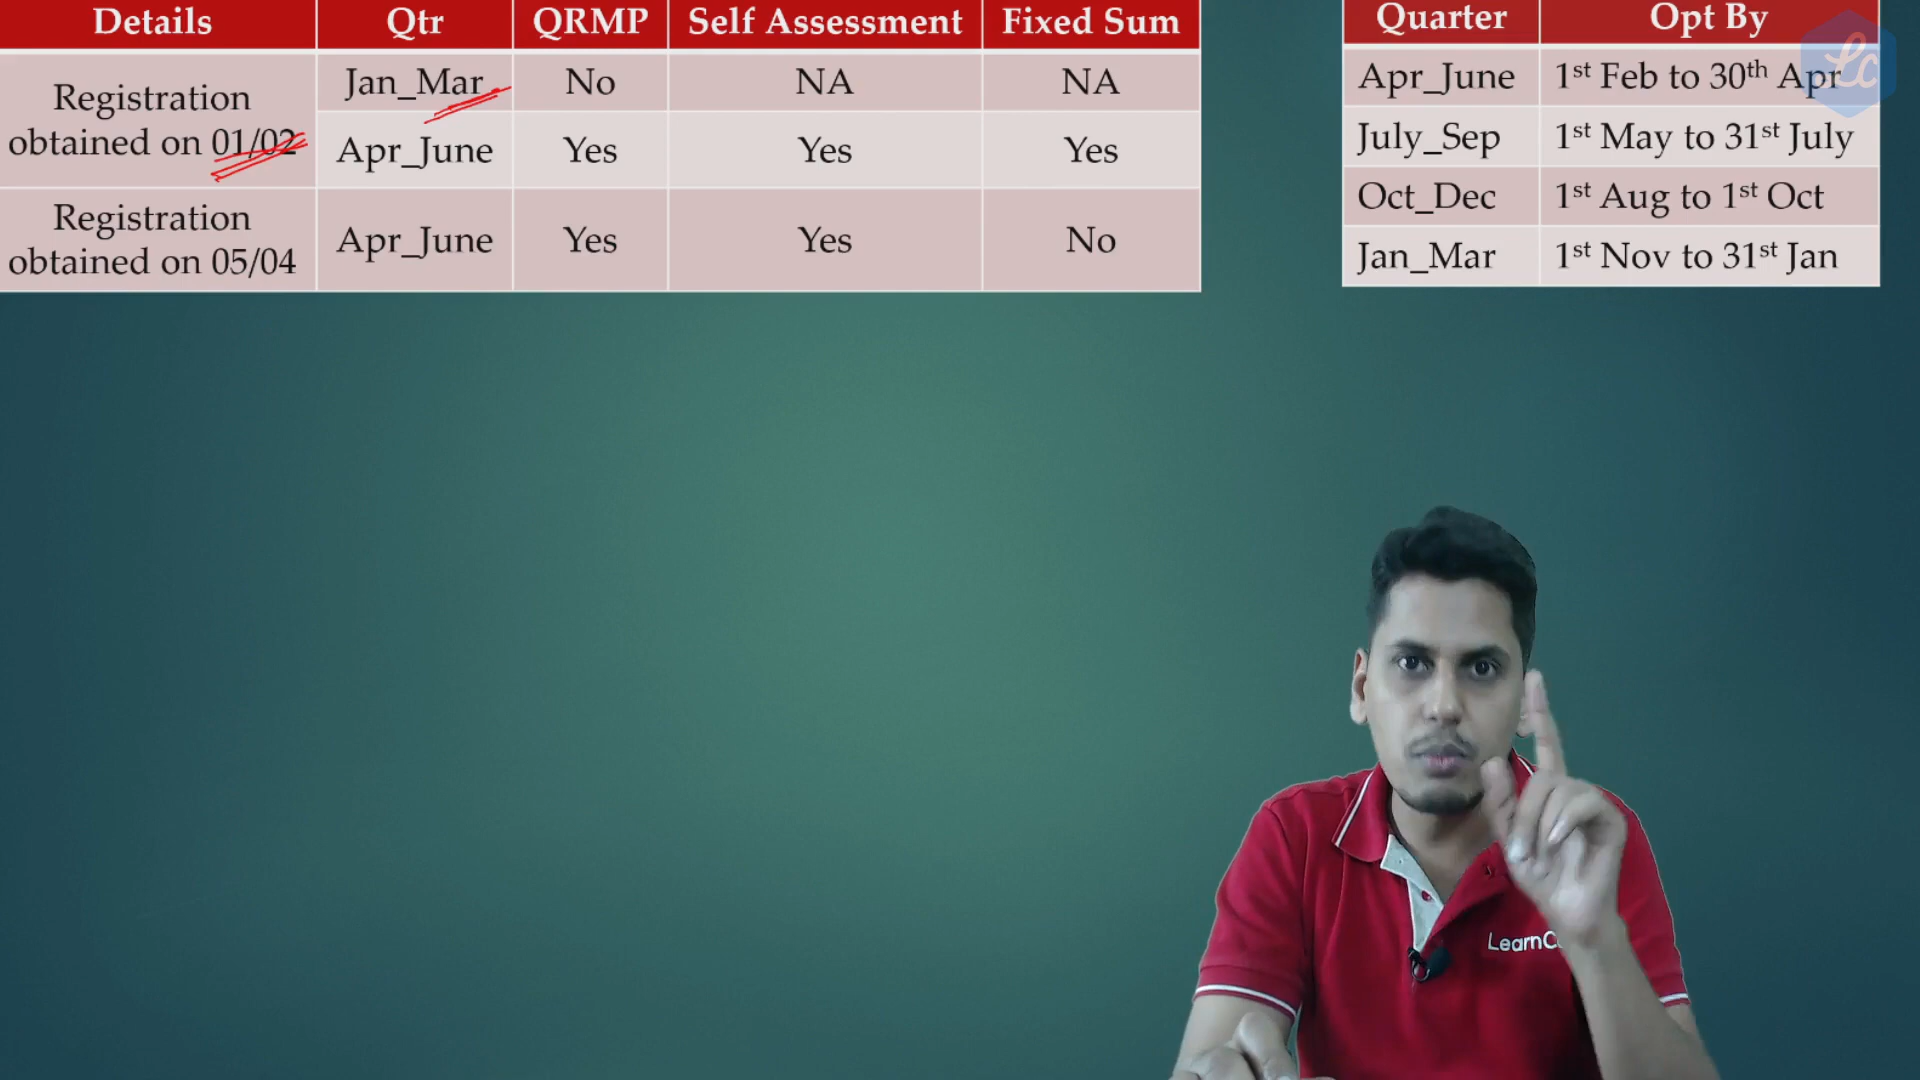 Details Qtr QRMP Self Assessment Fixed Sum
Registration obtained on 01/02 Jan_Mar No NA NA
Apr_June Yes Yes Yes
Registration obtained on 05/04 Apr_June Yes Yes No
Quarter Opt By
Apr_June 1st Feb to 30th Apr
July_Sep 1st May to 31st July
Oct_Dec 1st Aug to 1st Oct
Jan_Mar 1st Nov to 31st Jan
Lc
LearnC